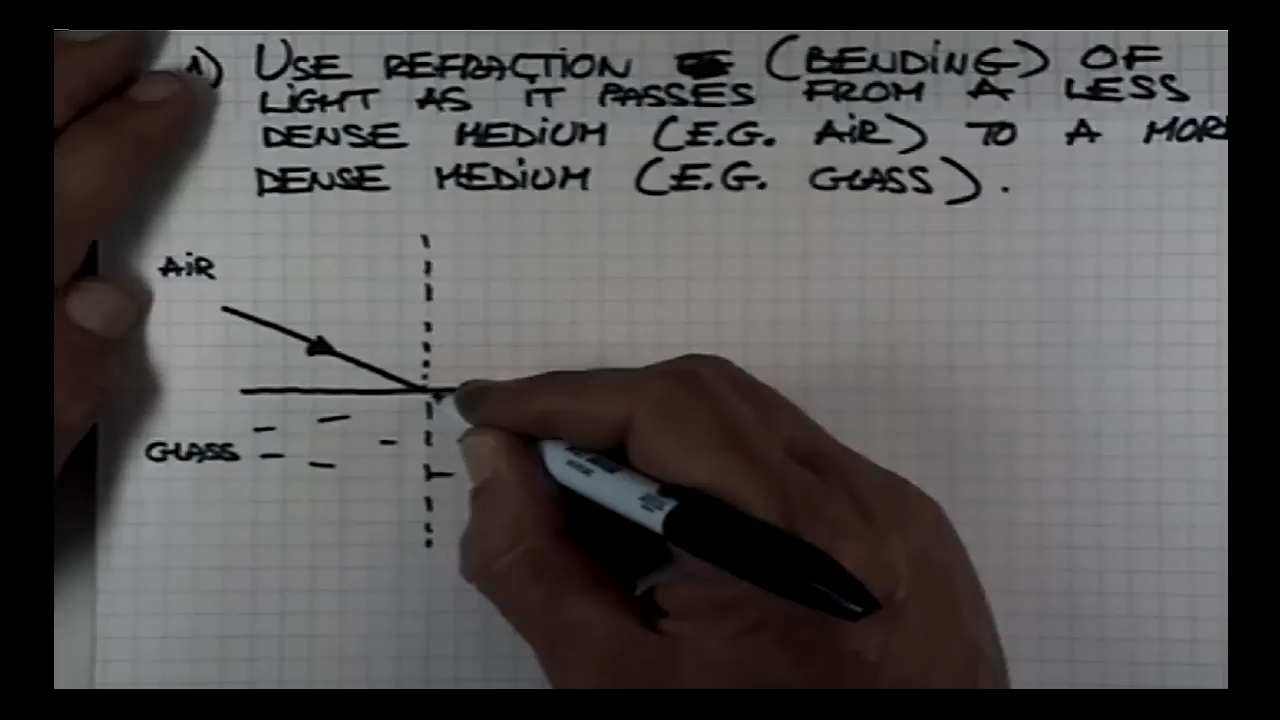 1) USE REFRACTION (BENDING) OF
LIGHT AS IT PASSES FROM A LESS
DENSE MEDIUM (E.G. AIR) TO A MORE
DENSE MEDIUM (E.G. GLASS).
AIR
GLASS